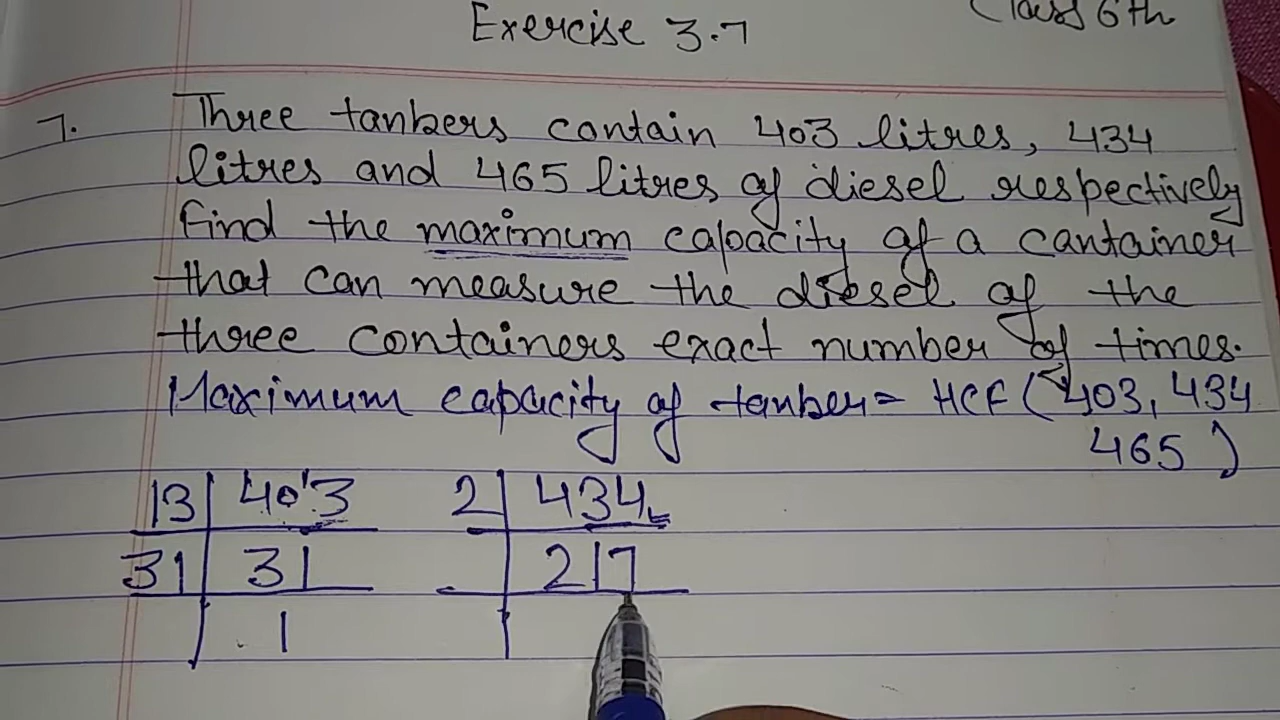 Exercise 3.7
Class 6th
7. Three tankers contain 403 litres, 434
litres and 465 litres of diesel respectively
find the maximum capacity of a cantainer
that can measure the diesel of the
three containers exact number of times.
Maximum capacity of tanker = HCF (403, 434
465)
13 403 2 434
31 31 217
1